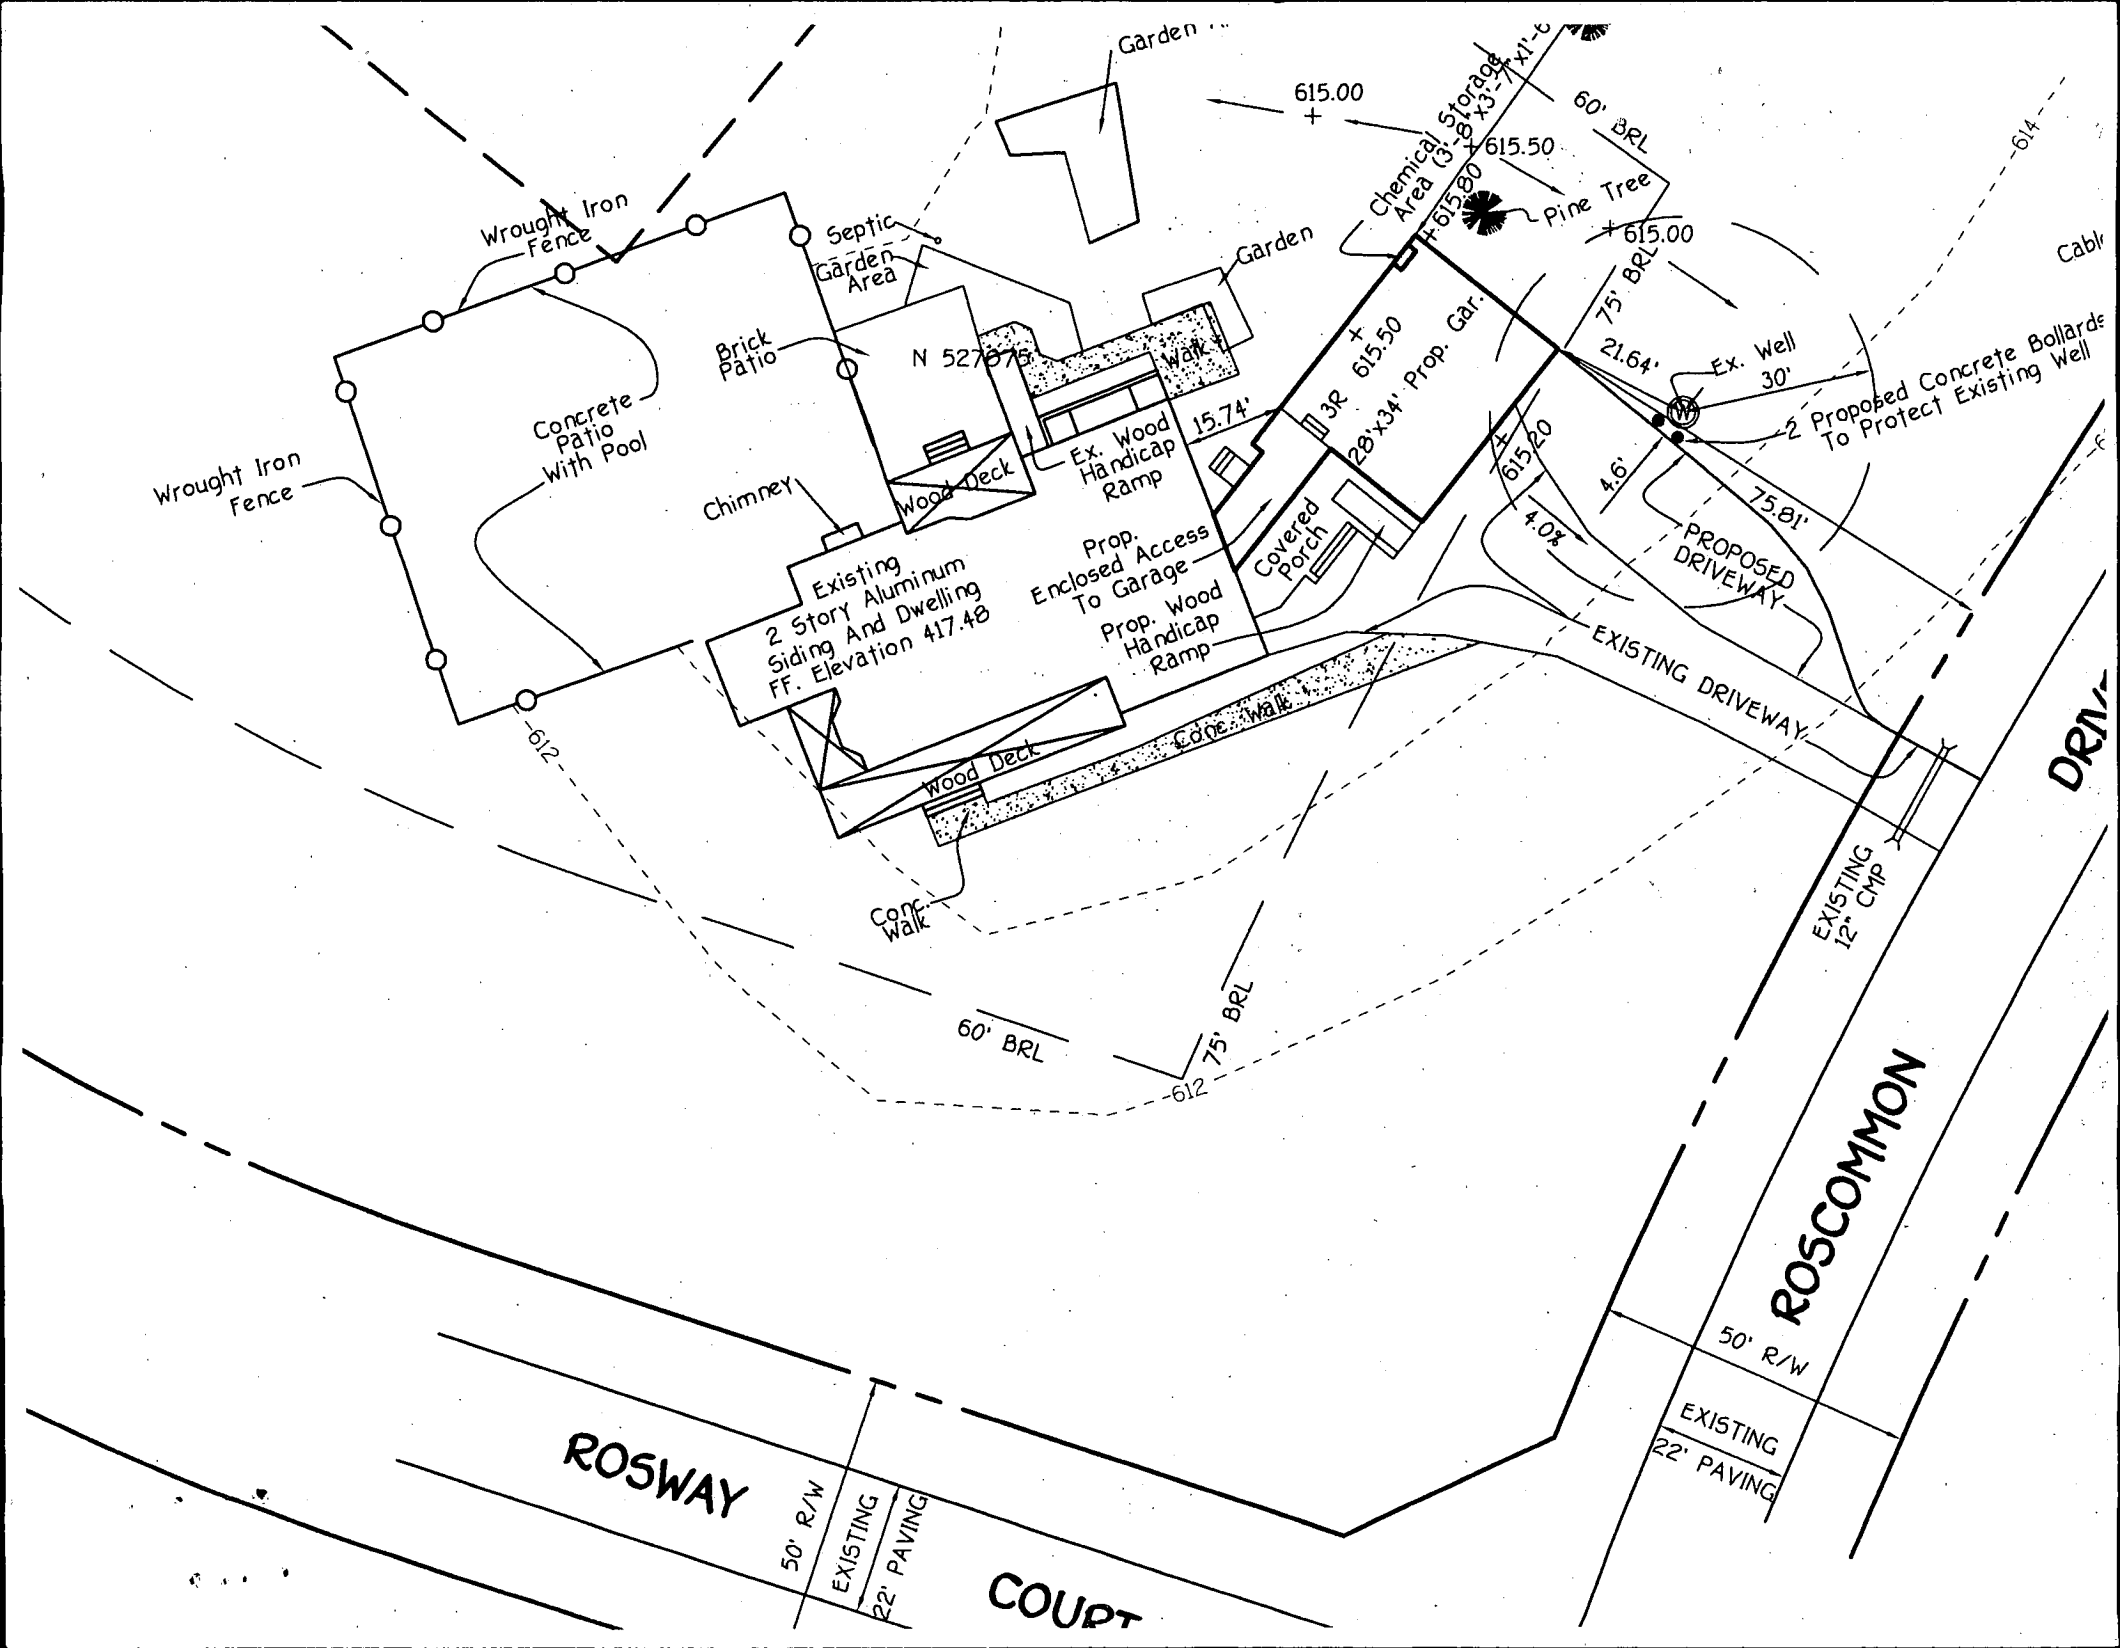 Garden
615.00
Chemical Storage
Area (3'-8"x3'-7"x1'-6
60' BRL
615.50
615.80
Pine Tree
615.00
75' BRL
-614-
Wrought Iron
Fence
Septic
Garden
Area
Garden
Brick
Patio
N 527075
Walk
15.74'
3R
615.50
28'x34' Prop. Gar.
21.64'
Ex. Well
30'
2 Proposed Concrete Bollards
To Protect Existing Well
Concrete
Patio
With Pool
Wrought Iron
Fence
Chimney
Wood Deck
Ex. Wood
Handicap
Ramp
615.20
4.6'
4.0%
75.81'
PROPOSED
DRIVEWAY
Covered
Porch
Prop.
Enclosed Access
To Garage
Prop. Wood
Handicap
Ramp
Existing
2 Story Aluminum
Siding And Dwelling
FF. Elevation 417.48
EXISTING DRIVEWAY
-612
Wood Deck
Conc. Walk
Conc.
Walk
EXISTING
12" CMP
60' BRL
75' BRL
-612
ROSCOMMON
50' R/W
EXISTING
22' PAVING
ROSWAY
50' R/W
EXISTING
22' PAVING
COURT